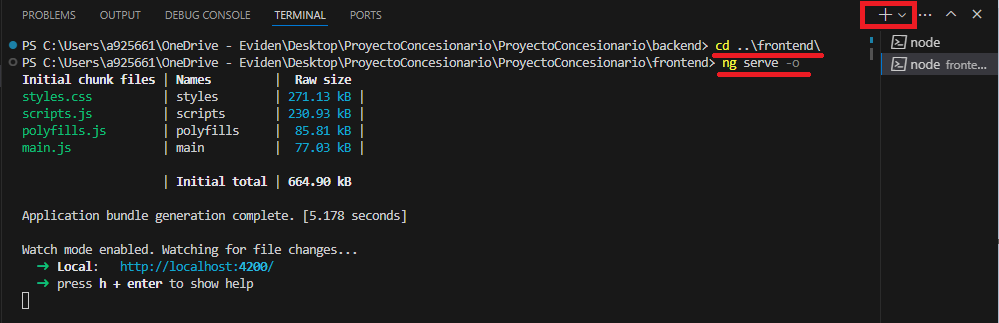 PROBLEMS OUTPUT DEBUG CONSOLE TERMINAL PORTS
PS C:\Users\a925661\OneDrive - Eviden\Desktop\ProyectoConcesionario\ProyectoConcesionario\backend> cd ..\frontend\
PS C:\Users\a925661\OneDrive - Eviden\Desktop\ProyectoConcesionario\ProyectoConcesionario\frontend> ng serve -o
Initial chunk files | Names | Raw size
styles.css | styles | 271.13 kB |
scripts.js | scripts | 230.93 kB |
polyfills.js | polyfills | 85.81 kB |
main.js | main | 77.03 kB |
| Initial total | 664.90 kB
Application bundle generation complete. [5.178 seconds]
Watch mode enabled. Watching for file changes...
➜ Local: http://localhost:4200/
➜ press h + enter to show help
node
node fronte...